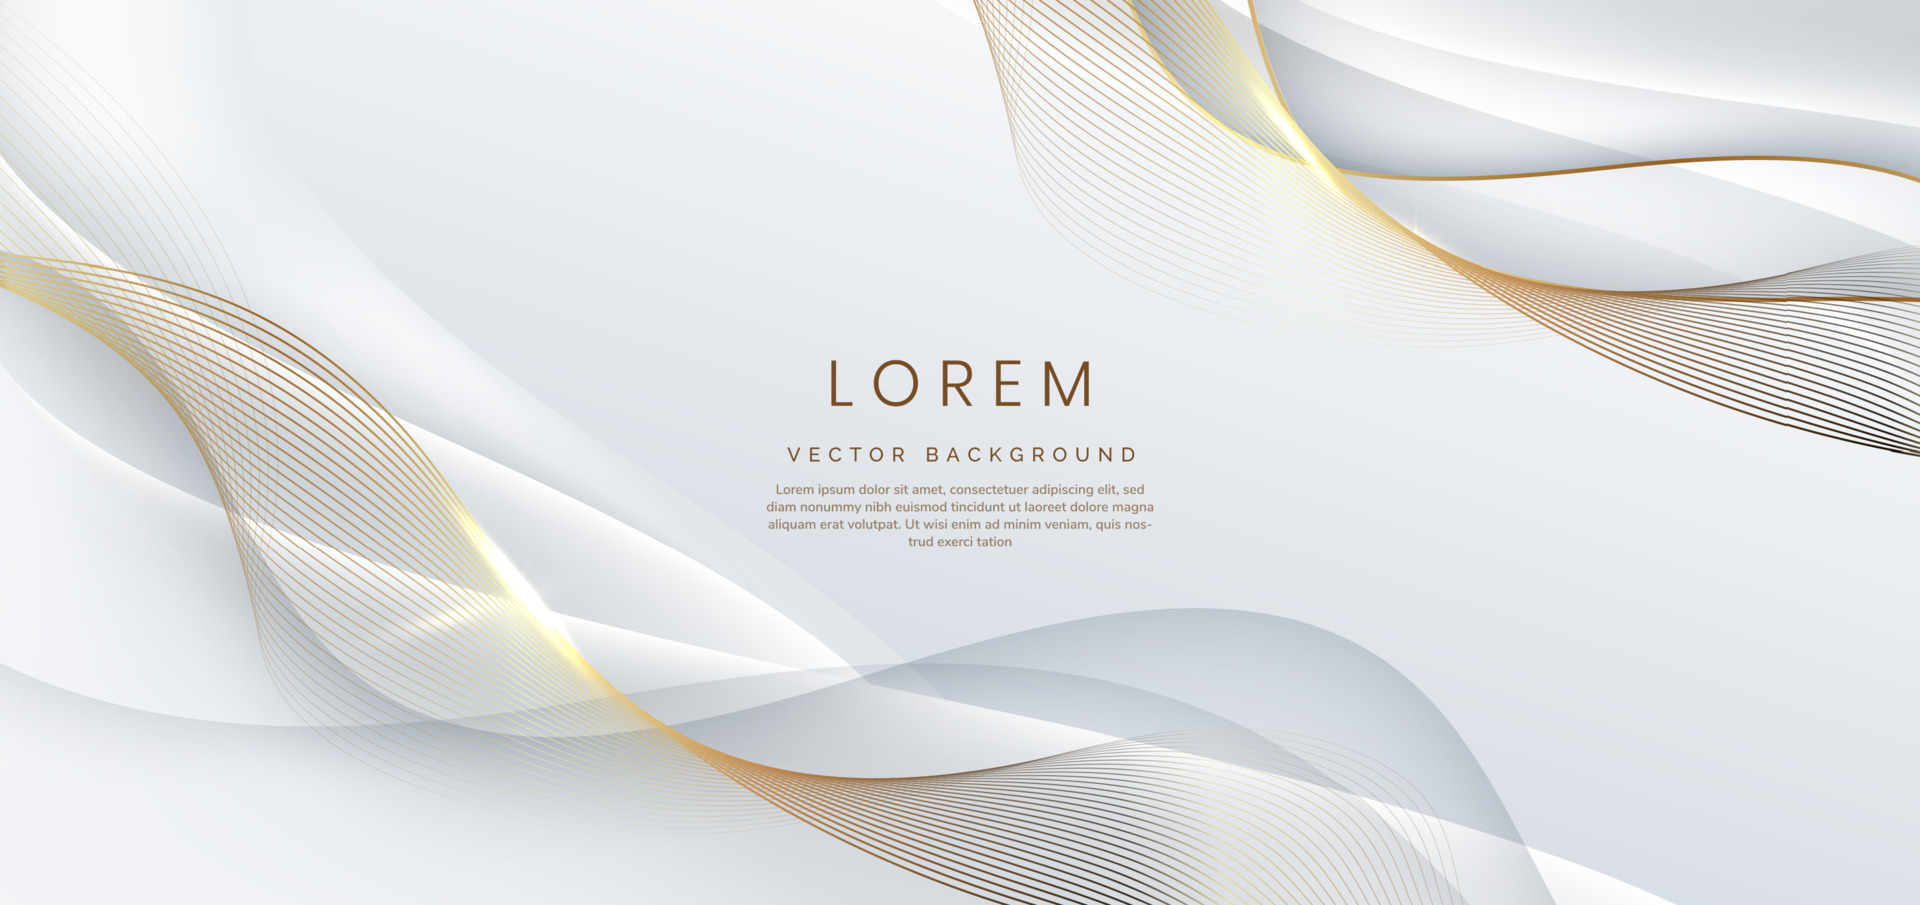 LOREM
VECTOR BACKGROUND
Lorem ipsum dolor sit amet, consectetuer adipiscing elit, sed
diam nonummy nibh euismod tincidunt ut laoreet dolore magna
aliquam erat volutpat. Ut wisi enim ad minim veniam, quis nos-
trud exerci tation